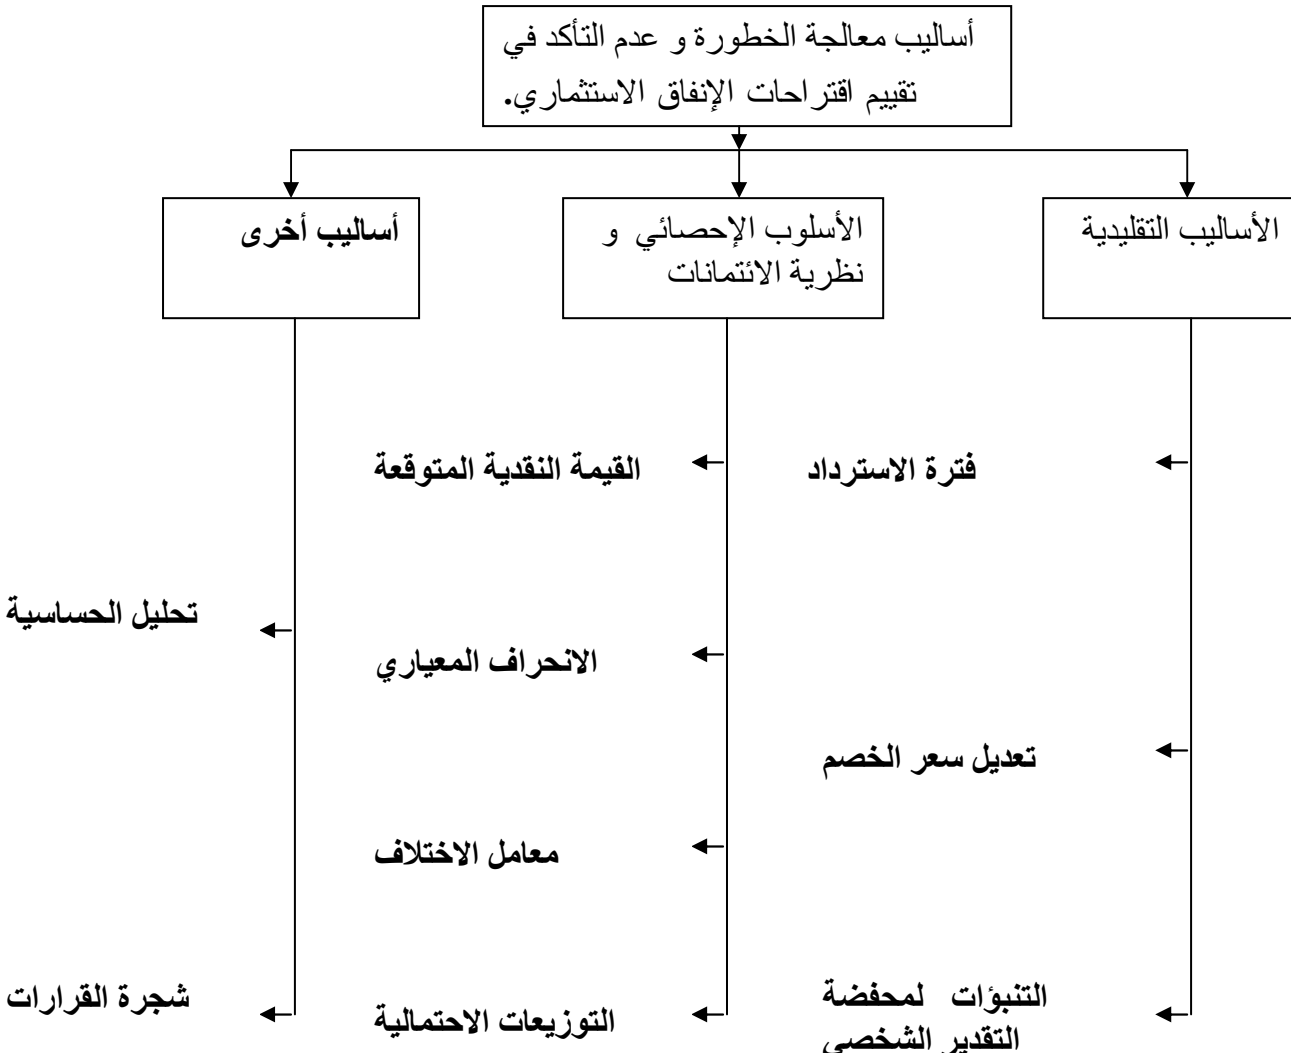 أساليب معالجة الخطورة و عدم التأكد في
تقييم اقتراحات الإنفاق الاستثماري.
الأساليب التقليدية
الأسلوب الإحصائي و
نظرية الائتمانات
أساليب أخرى
فترة الاسترداد
القيمة النقدية المتوقعة
تحليل الحساسية
الانحراف المعياري
تعديل سعر الخصم
معامل الاختلاف
التنبؤات لمحفضة
التقدير الشخصي
التوزيعات الاحتمالية
شجرة القرارات